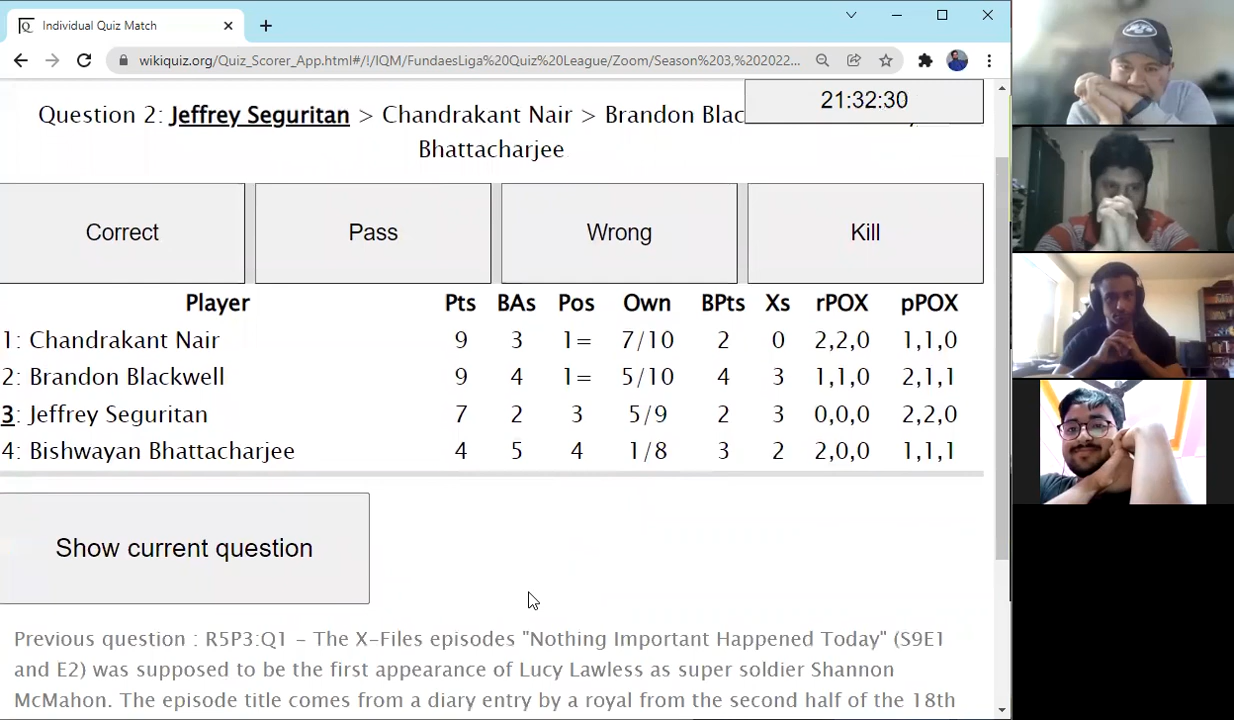 Individual Quiz Match
wikiquiz.org/Quiz_Scorer_App.html#/!/IQM/FundaesLiga%20Quiz%20League/Zoom/Season%203,%202022...
21:32:30
Question 2: Jeffrey Seguritan > Chandrakant Nair > Brandon Blac
Bhattacharjee
Correct Pass Wrong Kill
Player Pts BAs Pos Own BPts Xs rPOX pPOX
1: Chandrakant Nair 9 3 1= 7/10 2 0 2,2,0 1,1,0
2: Brandon Blackwell 9 4 1= 5/10 4 3 1,1,0 2,1,1
3: Jeffrey Seguritan 7 2 3 5/9 2 3 0,0,0 2,2,0
4: Bishwayan Bhattacharjee 4 5 4 1/8 3 2 2,0,0 1,1,1
Show current question
Previous question : R5P3:Q1 - The X-Files episodes "Nothing Important Happened Today" (S9E1
and E2) was supposed to be the first appearance of Lucy Lawless as super soldier Shannon
McMahon. The episode title comes from a diary entry by a royal from the second half of the 18th